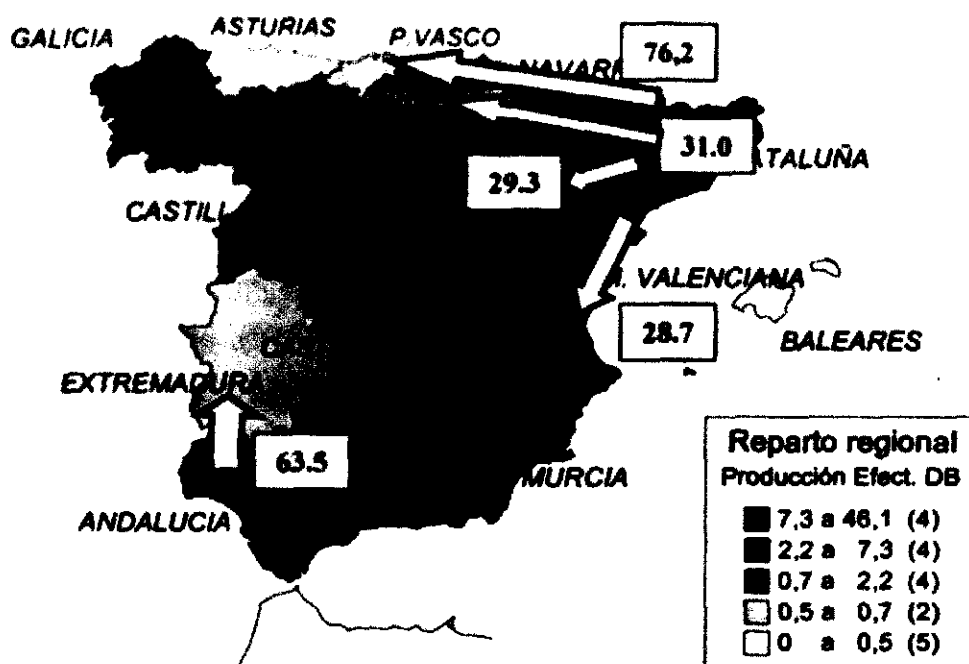 GALICIA
ASTURIAS
P.VASCO
NAVARR
76,2
31.0
TALUÑA
29.3
CASTILL
M. VALENCIANA
28.7
BALEARES
EXTREMADURA
63.5
MURCIA
ANDALUCIA
Reparto regional
Producción Efect. DB
7,3 a 46,1 (4)
2,2 a 7,3 (4)
0,7 a 2,2 (4)
0,5 a 0,7 (2)
0 a 0,5 (5)